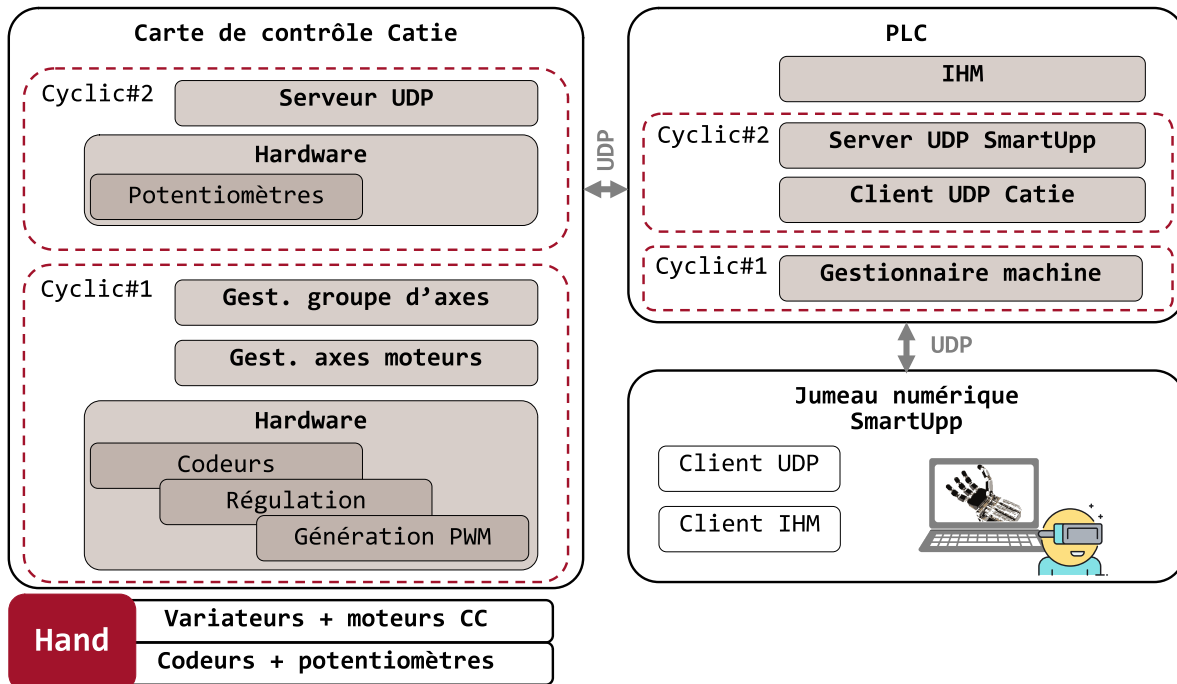 Carte de contrôle Catie
Cyclic#2
Serveur UDP
Hardware
Potentiomètres
Cyclic#1
Gest. groupe d’axes
Gest. axes moteurs
Hardware
Codeurs
Régulation
Génération PWM
Hand
Variateurs + moteurs CC
Codeurs + potentiomètres
UDP
PLC
IHM
Cyclic#2
Server UDP SmartUpp
Client UDP Catie
Cyclic#1
Gestionnaire machine
UDP
Jumeau numérique
SmartUpp
Client UDP
Client IHM